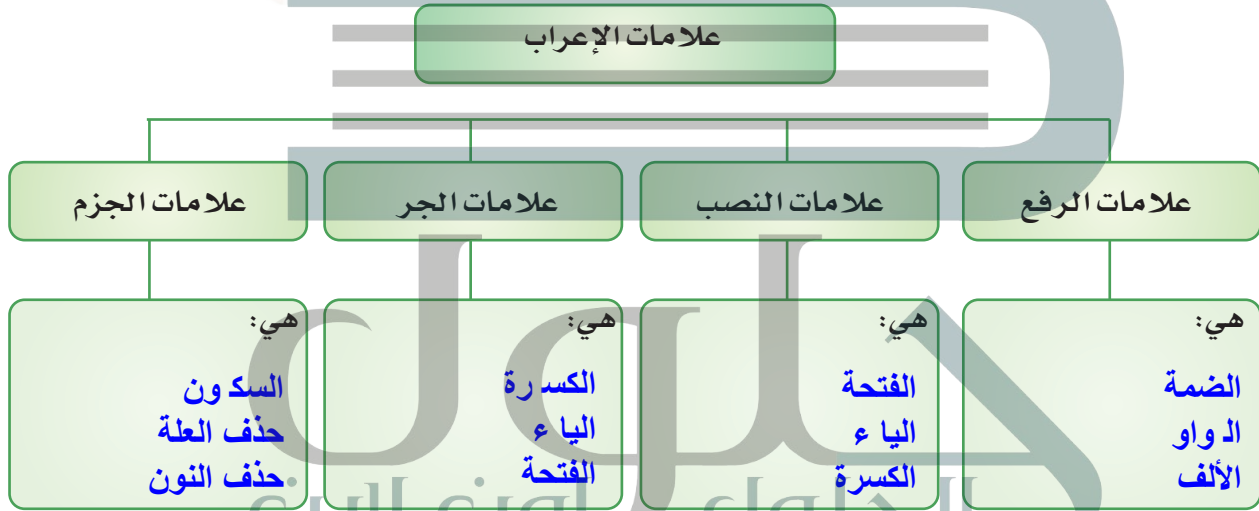 علامات الإعراب
علامات الرفع
علامات النصب
علامات الجر
علامات الجزم
هي:
الضمة
الواو
الألف
هي:
الفتحة
الياء
الكسرة
هي:
الكسرة
الياء
الفتحة
هي:
السكون
حذف العلة
حذف النون
حلول